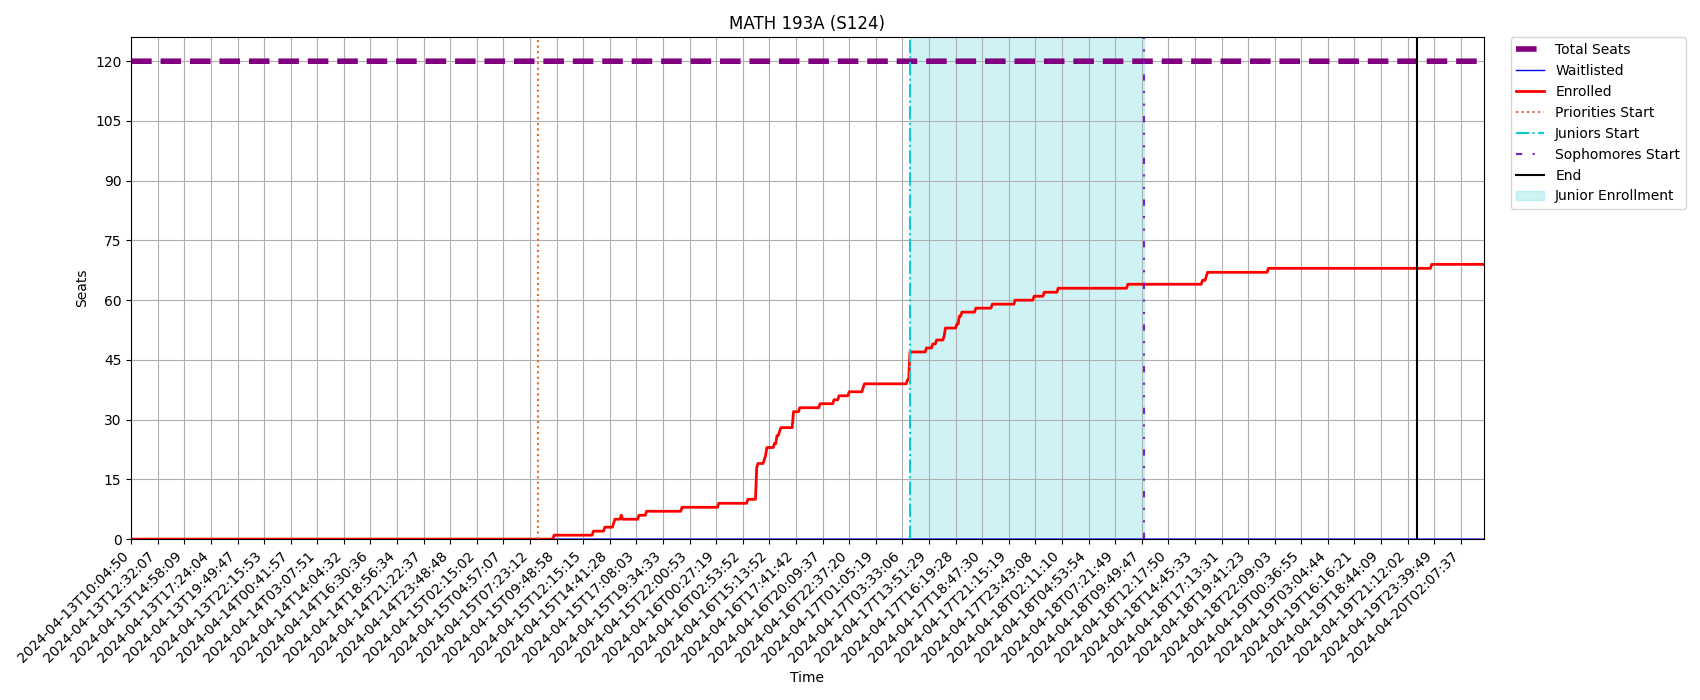 MATH 193A (S124)
Total Seats
Waitlisted
Enrolled
Priorities Start
Juniors Start
Sophomores Start
End
Junior Enrollment
Seats
120
105
90
75
60
45
30
15
0
2024-04-13T10:04:50
2024-04-13T12:32:07
2024-04-13T14:58:09
2024-04-13T17:24:04
2024-04-13T19:49:47
2024-04-13T22:15:53
2024-04-14T00:41:57
2024-04-14T03:07:51
2024-04-14T14:04:32
2024-04-14T16:30:36
2024-04-14T18:56:34
2024-04-14T21:22:37
2024-04-14T23:48:48
2024-04-15T02:15:02
2024-04-15T04:57:07
2024-04-15T07:23:12
2024-04-15T09:48:58
2024-04-15T12:15:15
2024-04-15T14:41:28
2024-04-15T17:08:03
2024-04-15T19:34:33
2024-04-15T22:00:53
2024-04-16T00:27:19
2024-04-16T02:53:52
2024-04-16T15:13:52
2024-04-16T17:41:42
2024-04-16T20:09:37
2024-04-16T22:37:20
2024-04-17T01:05:19
2024-04-17T03:33:06
2024-04-17T13:51:29
2024-04-17T16:19:28
2024-04-17T18:47:30
2024-04-17T21:15:19
2024-04-17T23:43:08
2024-04-18T02:11:10
2024-04-18T04:53:54
2024-04-18T07:21:49
2024-04-18T09:49:47
2024-04-18T12:17:50
2024-04-18T14:45:33
2024-04-18T17:13:31
2024-04-18T19:41:23
2024-04-18T22:09:03
2024-04-19T00:36:55
2024-04-19T03:04:44
2024-04-19T16:16:21
2024-04-19T18:44:09
2024-04-19T21:12:02
2024-04-19T23:39:49
2024-04-20T02:07:37
Time